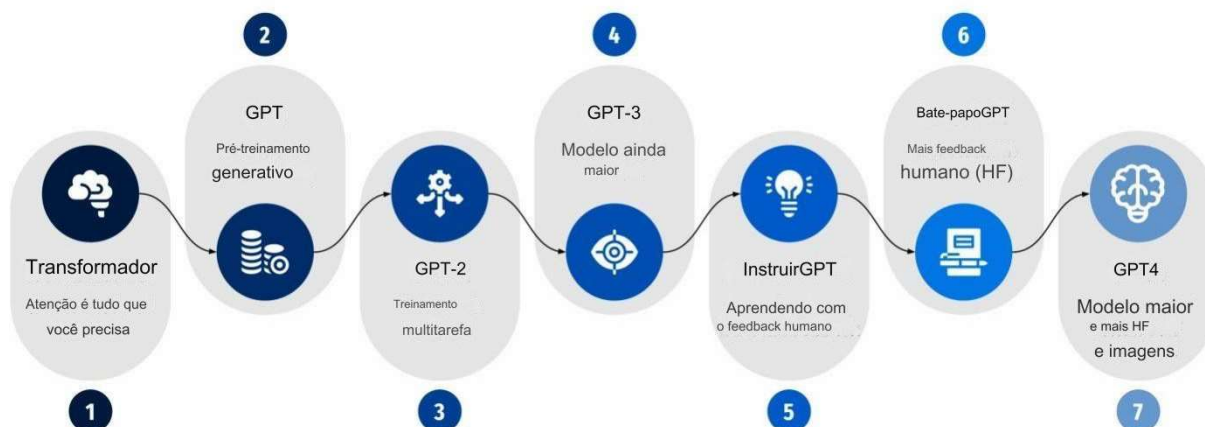 1
Transformador
Atenção é tudo que
você precisa
2
GPT
Pré-treinamento
generativo
3
GPT-2
Treinamento
multitarefa
4
GPT-3
Modelo ainda
maior
5
InstruirGPT
Aprendendo com
o feedback humano
6
Bate-papoGPT
Mais feedback
humano (HF)
7
GPT4
Modelo maior
e mais HF
e imagens